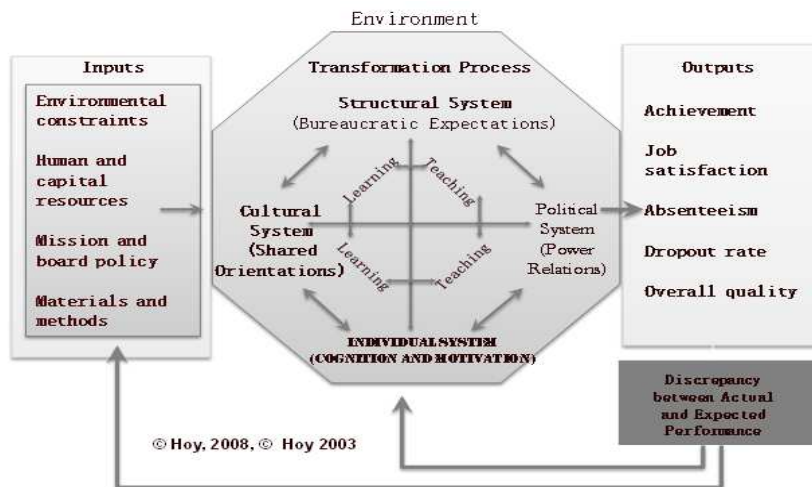 Environment
Inputs
Environmental
constraints
Human and
capital
resources
Mission and
board policy
Materials and
methods
Transformation Process
Structural System
(Bureaucratic Expectations)
Learning
Teaching
Cultural
System
(Shared
Orientations)
Political
System
(Power
Relations)
Learning
Teaching
INDIVIDUAL SYSTEM
(COGNITION AND MOTIVATION)
Outputs
Achievement
Job
satisfaction
Absenteeism
Dropout rate
Overall quality
Discrepancy
between Actual
and Expected
Performance
© Hoy, 2008, © Hoy 2003